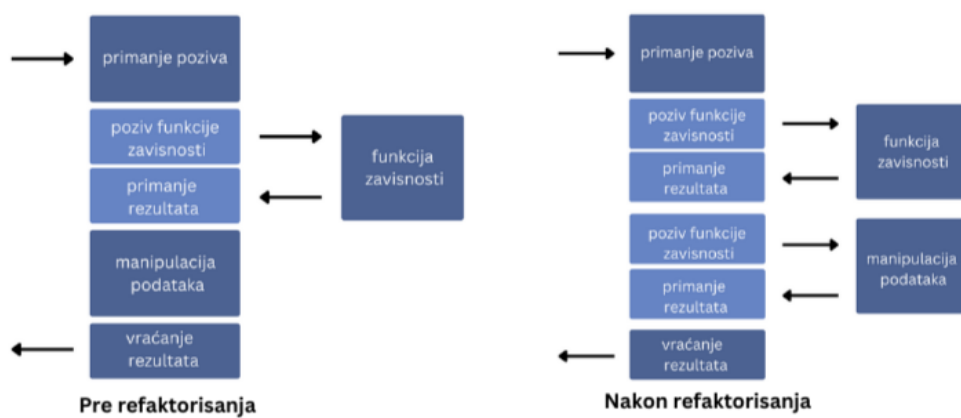 primanje poziva
poziv funkcije
zavisnosti
primanje
rezultata
manipulacija
podataka
vraćanje
rezultata
funkcija
zavisnosti
Pre refaktorisanja
primanje poziva
poziv funkcije
zavisnosti
primanje
rezultata
poziv funkcije
zavisnosti
primanje
rezultata
vraćanje
rezultata
funkcija
zavisnosti
manipulacija
podataka
Nakon refaktorisanja